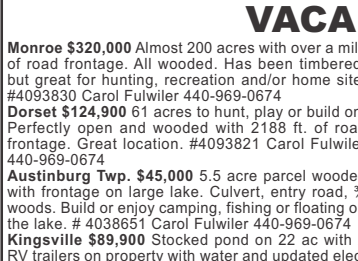 VACA
Monroe $320,000 Almost 200 acres with over a mil
of road frontage. All wooded. Has been timbered
but great for hunting, recreation and/or home site
#4093830 Carol Fulwiler 440-969-0674
Dorset $124,900 61 acres to hunt, play or build on
Perfectly open and wooded with 2188 ft. of roa
frontage. Great location. #4093821 Carol Fulwile
440-969-0674
Austinburg Twp. $45,000 5.5 acre parcel woode
with frontage on large lake. Culvert, entry road, ¾
woods. Build or enjoy camping, fishing or floating o
the lake. # 4038651 Carol Fulwiler 440-969-0674
Kingsville $89,900 Stocked pond on 22 ac with
RV trailers on property with water and updated elec